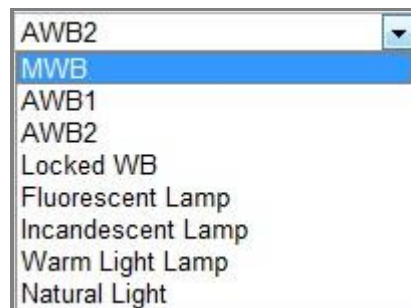 AWB2
MWB
AWB1
AWB2
Locked WB
Fluorescent Lamp
Incandescent Lamp
Warm Light Lamp
Natural Light